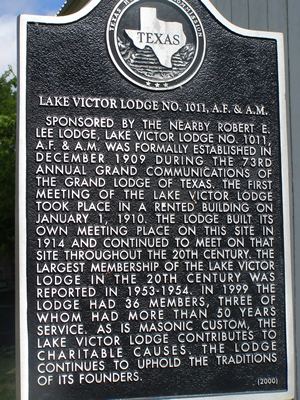 TEXAS HISTORICAL COMMISSION
TEXAS
LAKE VICTOR LODGE NO. 1011, A.F. & A.M.
SPONSORED BY THE NEARBY ROBERT E.
LEE LODGE, LAKE VICTOR LODGE NO. 1011,
A.F. & A.M. WAS FORMALLY ESTABLISHED IN
DECEMBER 1909 DURING THE 73RD
ANNUAL GRAND COMMUNICATIONS OF
THE GRAND LODGE OF TEXAS. THE FIRST
MEETING OF THE LAKE VICTOR LODGE
TOOK PLACE IN A RENTED BUILDING ON
JANUARY 1, 1910. THE LODGE BUILT ITS
OWN MEETING PLACE ON THIS SITE IN
1914 AND CONTINUED TO MEET ON THAT
SITE THROUGHOUT THE 20TH CENTURY. THE
LARGEST MEMBERSHIP OF THE LAKE VICTOR
LODGE IN THE 20TH CENTURY WAS
REPORTED IN 1953-1954. IN 1999 THE
LODGE HAD 36 MEMBERS, THREE OF
WHOM HAD MORE THAN 50 YEARS
SERVICE. AS IS MASONIC CUSTOM, THE
LAKE VICTOR LODGE CONTRIBUTES TO
CHARITABLE CAUSES. THE LODGE
CONTINUES TO UPHOLD THE TRADITIONS
OF ITS FOUNDERS.
(2000)